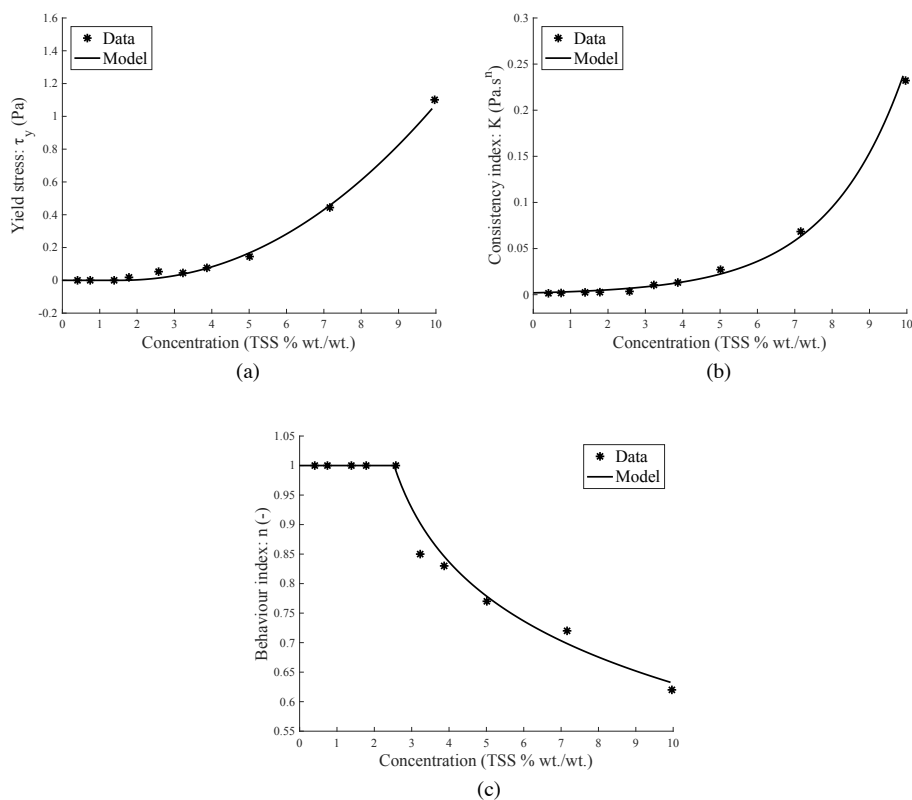 1.6
1.4
1.2
1
0.8
0.6
0.4
0.2
0
-0.2
Yield stress: τ_y (Pa)
Data
Model
0 1 2 3 4 5 6 7 8 9 10
Concentration (TSS % wt./wt.)
(a)
0.3
0.25
0.2
0.15
0.1
0.05
0
Consistency index: K (Pa.sⁿ)
Data
Model
0 1 2 3 4 5 6 7 8 9 10
Concentration (TSS % wt./wt.)
(b)
1.05
1
0.95
0.9
0.85
0.8
0.75
0.7
0.65
0.6
0.55
Behaviour index: n (-)
Data
Model
0 1 2 3 4 5 6 7 8 9 10
Concentration (TSS % wt./wt.)
(c)